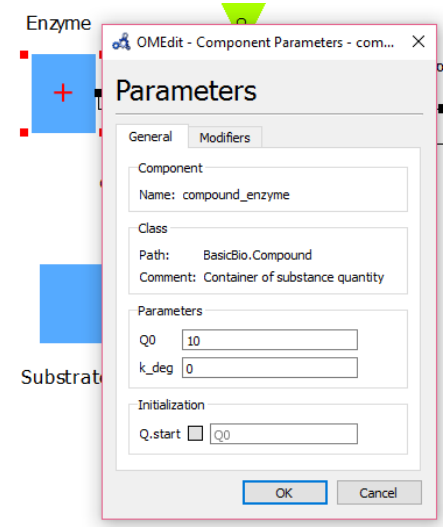 Enzyme
OMEdit - Component Parameters - com...
Parameters
General Modifiers
Component
Name: compound_enzyme
Class
Path: BasicBio.Compound
Comment: Container of substance quantity
Parameters
Q0 10
k_deg 0
Substrate
Initialization
Q.start Q0
OK Cancel